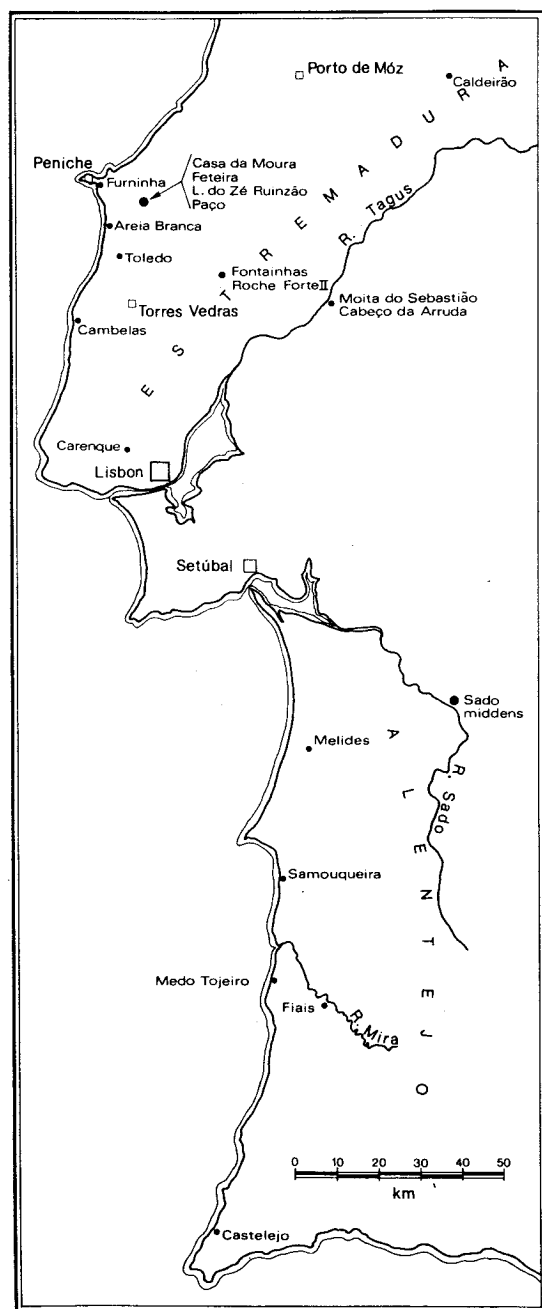 Porto de Móz
Caldeirão
Peniche
Furninha
Casa da Moura
Feteira
L. do Zé Ruinzão
Paço
Areia Branca
Toledo
R. Tagus
Fontainhas
Roche Forte II
Torres Vedras
Moita do Sebastião
Cabeço da Arruda
Cambelas
ESTREMADURA
Carenque
Lisbon
Setúbal
Sado
middens
Melides
R. Sado
ALENTEJO
Samouqueira
Medo Tojeiro
Fiais
R. Mira
0 10 20 30 40 50
km
Castelejo